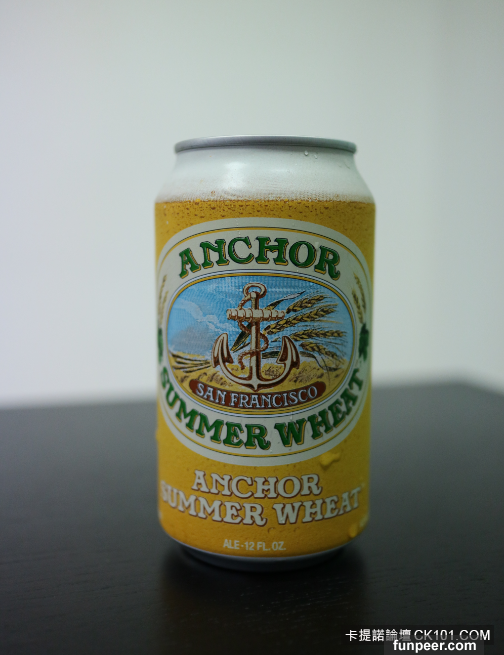 ANCHOR
SAN FRANCISCO
SUMMER WHEAT
ANCHOR
SUMMER WHEAT
ALE·12 FL. OZ.
卡提諾論壇 CK101.COM
funpeer.com